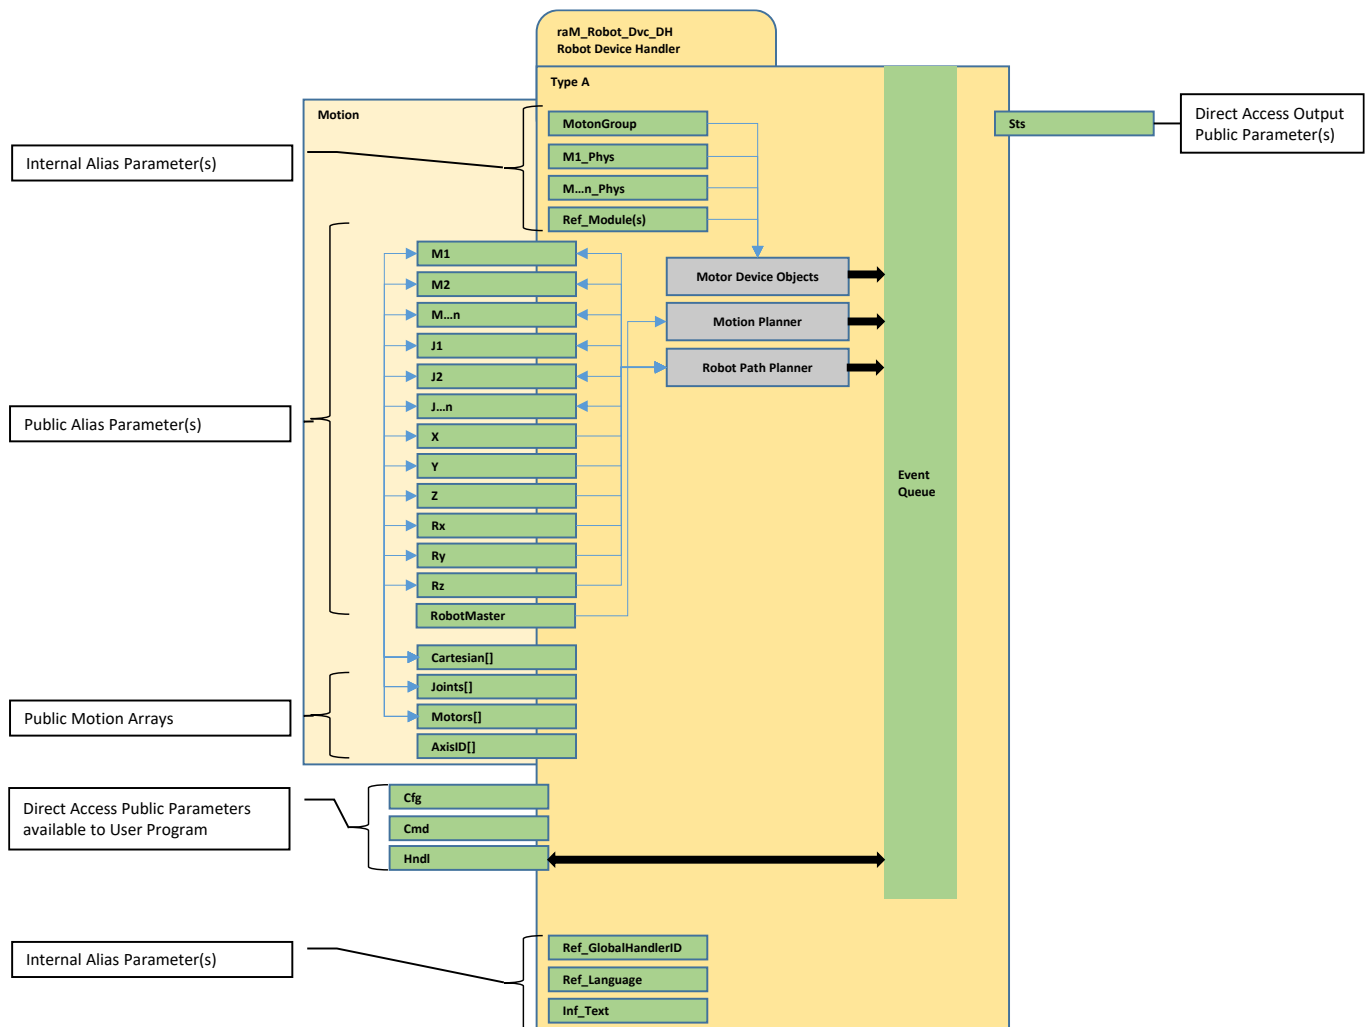 raM_Robot_Dvc_DH
Robot Device Handler
Type A
Motion
MotonGroup
M1_Phys
M...n_Phys
Ref_Module(s)
Sts
Direct Access Output
Public Parameter(s)
Internal Alias Parameter(s)
M1
M2
M...n
J1
J2
J...n
X
Y
Z
Rx
Ry
Rz
RobotMaster
Cartesian[]
Joints[]
Motors[]
AxisID[]
Motor Device Objects
Motion Planner
Robot Path Planner
Event
Queue
Public Alias Parameter(s)
Public Motion Arrays
Direct Access Public Parameters
available to User Program
Cfg
Cmd
Hndl
Internal Alias Parameter(s)
Ref_GlobalHandlerID
Ref_Language
Inf_Text